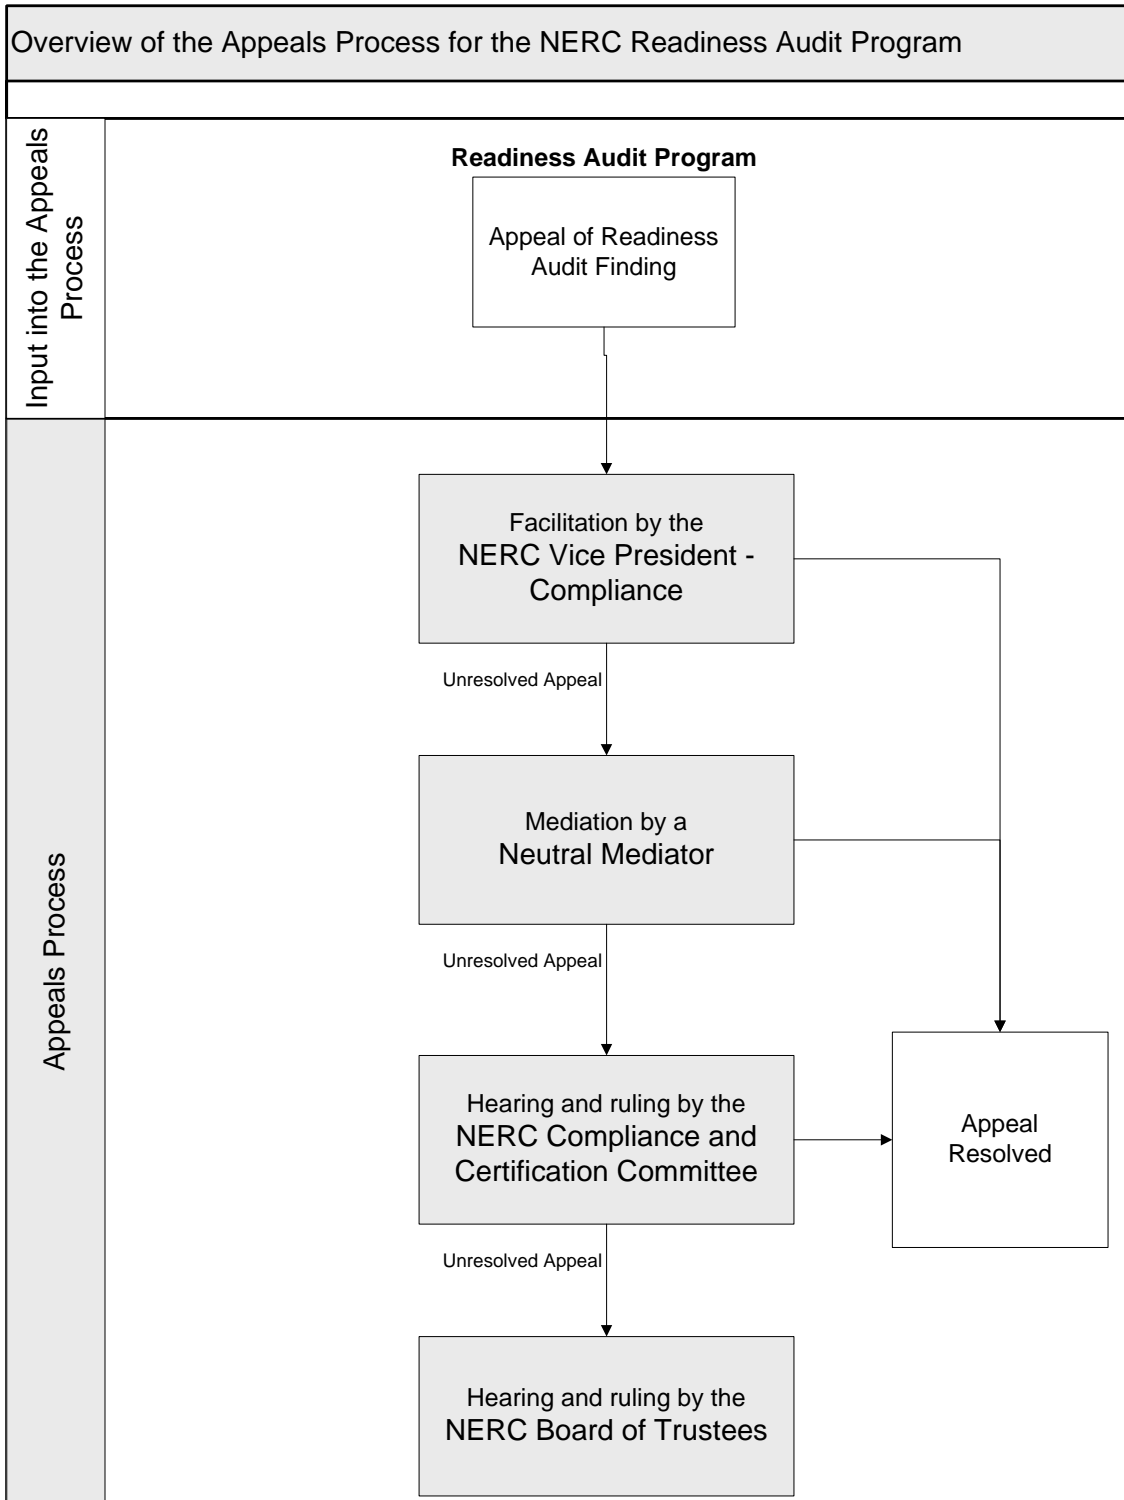 Overview of the Appeals Process for the NERC Readiness Audit Program
Input into the Appeals
Process
Readiness Audit Program
Appeal of Readiness
Audit Finding
Appeals Process
Facilitation by the
NERC Vice President -
Compliance
Unresolved Appeal
Mediation by a
Neutral Mediator
Unresolved Appeal
Hearing and ruling by the
NERC Compliance and
Certification Committee
Appeal
Resolved
Unresolved Appeal
Hearing and ruling by the
NERC Board of Trustees